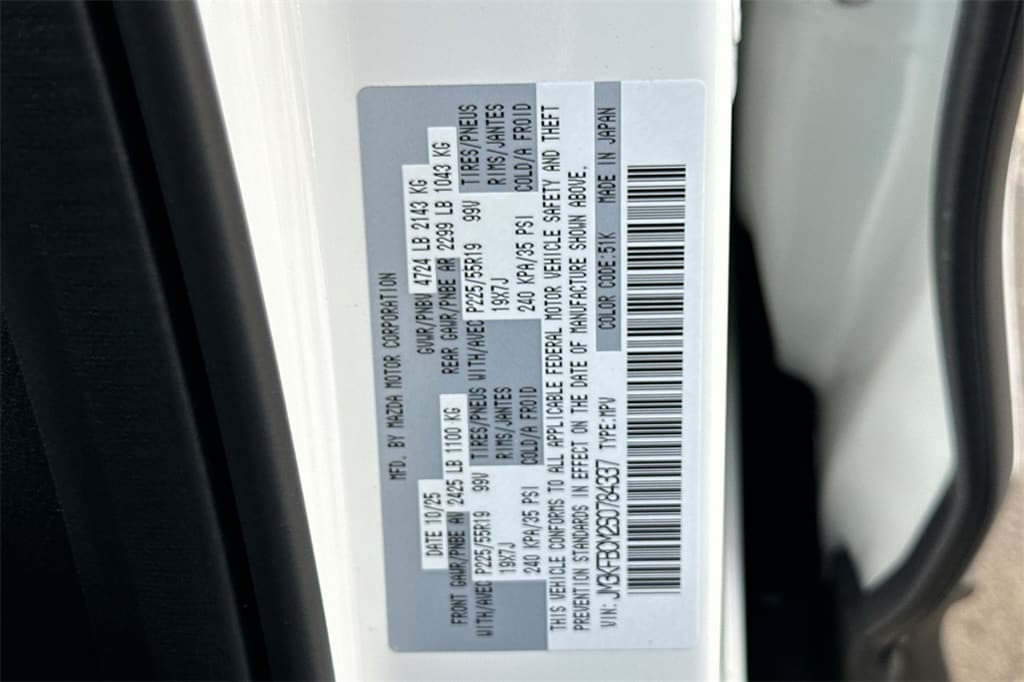 MFD. BY MAZDA MOTOR CORPORATION
DATE 10/25 GVWR/PNBV 4724 LB 2143 KG
FRONT GAWR/PNBE AV 2425 LB 1100 KG REAR GAWR/PNBE AR 2299 LB 1043 KG
WITH/AVEC P225/55R19 99V TIRES/PNEUS WITH/AVEC P225/55R19 99V TIRES/PNEUS
19X7J RIMS/JANTES 19X7J RIMS/JANTES
240 KPA/35 PSI COLD/A FROID 240 KPA/35 PSI COLD/A FROID
THIS VEHICLE CONFORMS TO ALL APPLICABLE FEDERAL MOTOR VEHICLE SAFETY AND THEFT
PREVENTION STANDARDS IN EFFECT ON THE DATE OF MANUFACTURE SHOWN ABOVE.
VIN: JM3KFBCM2S0784337 TYPE:MPV COLOR CODE:51K MADE IN JAPAN